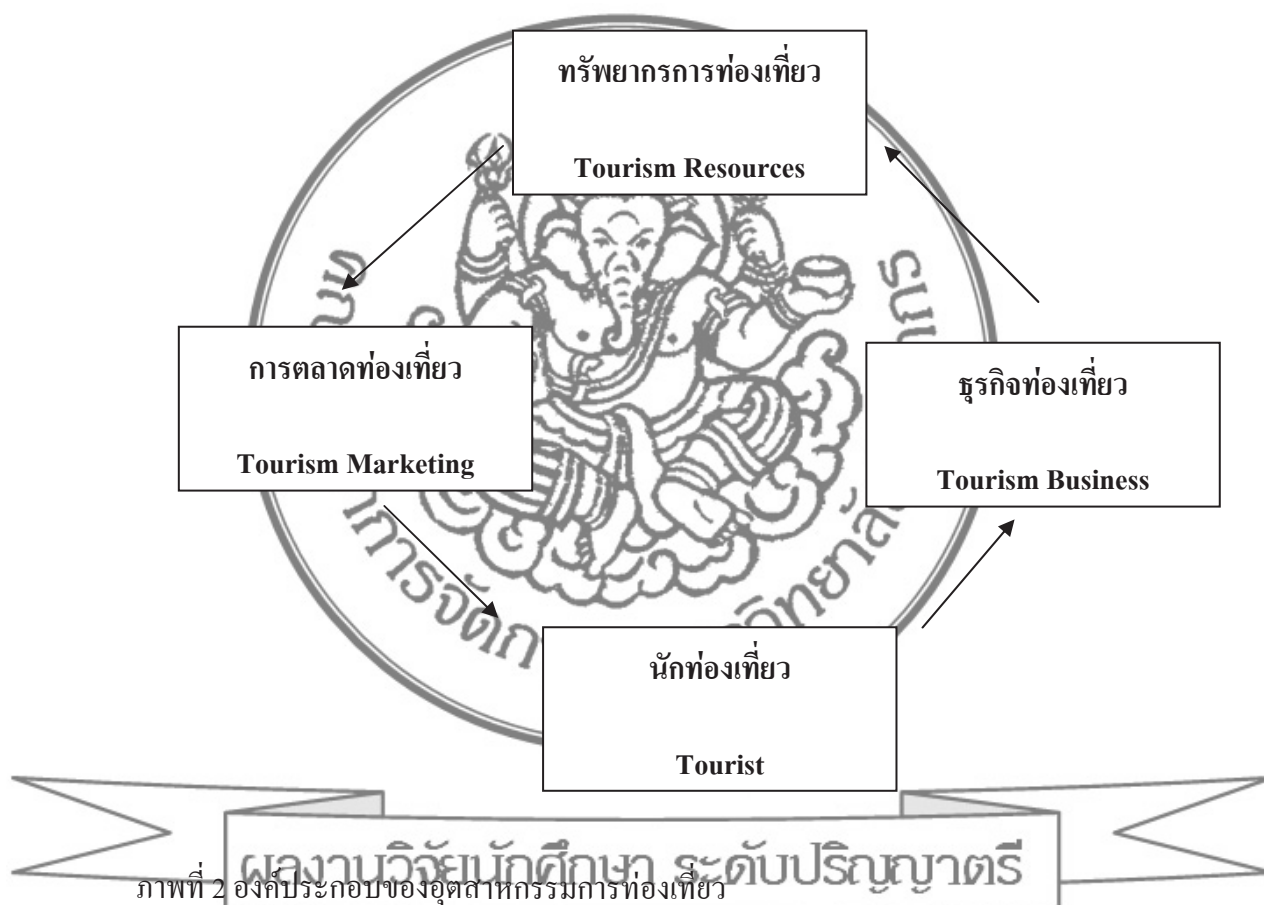 ทรัพยากรการท่องเที่ยว
Tourism Resources
การตลาดท่องเที่ยว
Tourism Marketing
ธุรกิจท่องเที่ยว
Tourism Business
นักท่องเที่ยว
Tourist
ผลงานวิจัยนักศึกษา ระดับปริญญาตรี
ภาพที่ 2 องค์ประกอบของอุตสาหกรรมการท่องเที่ยว